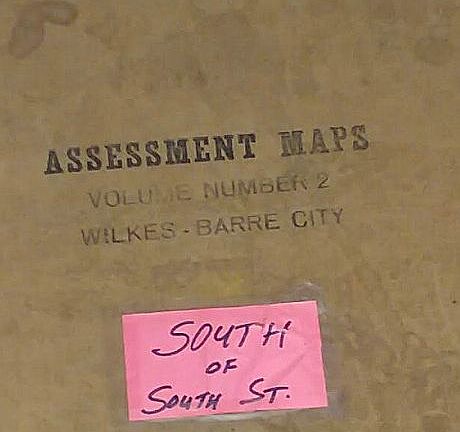 ASSESSMENT MAPS
VOLUME NUMBER 2
WILKES - BARRE CITY
SOUTH
OF
SOUTH ST.